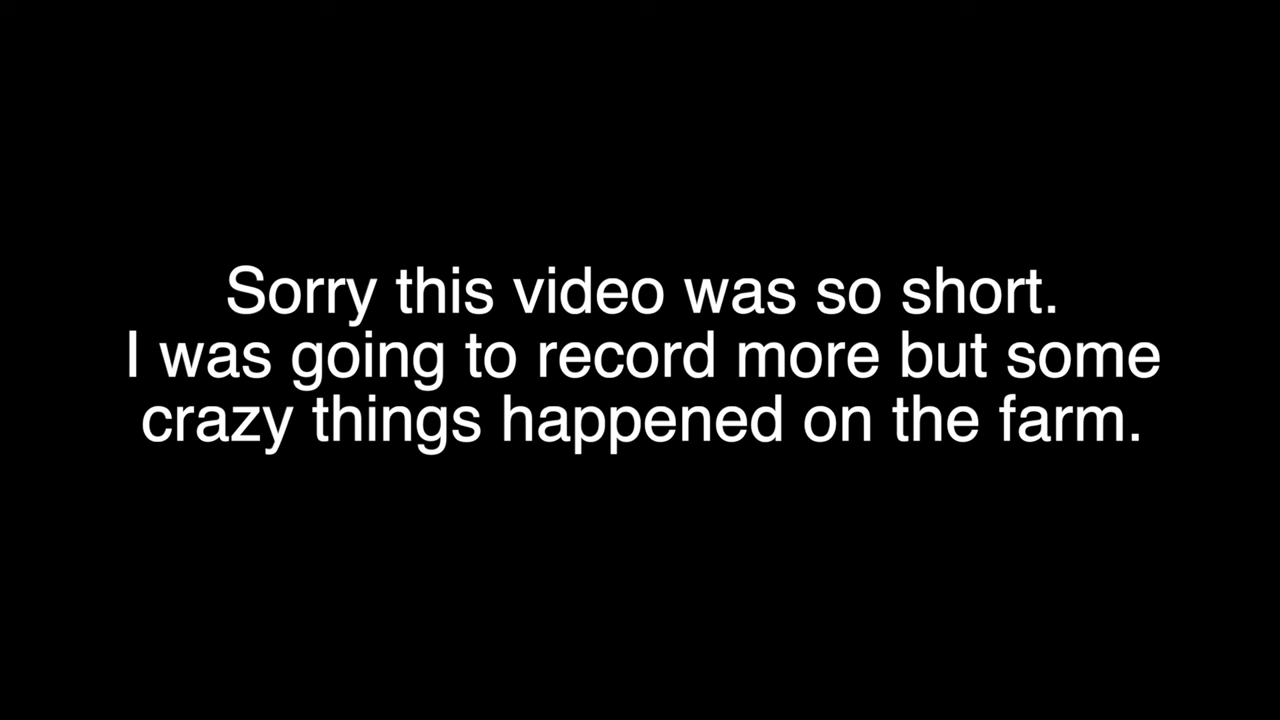 Sorry this video was so short.
I was going to record more but some
crazy things happened on the farm.